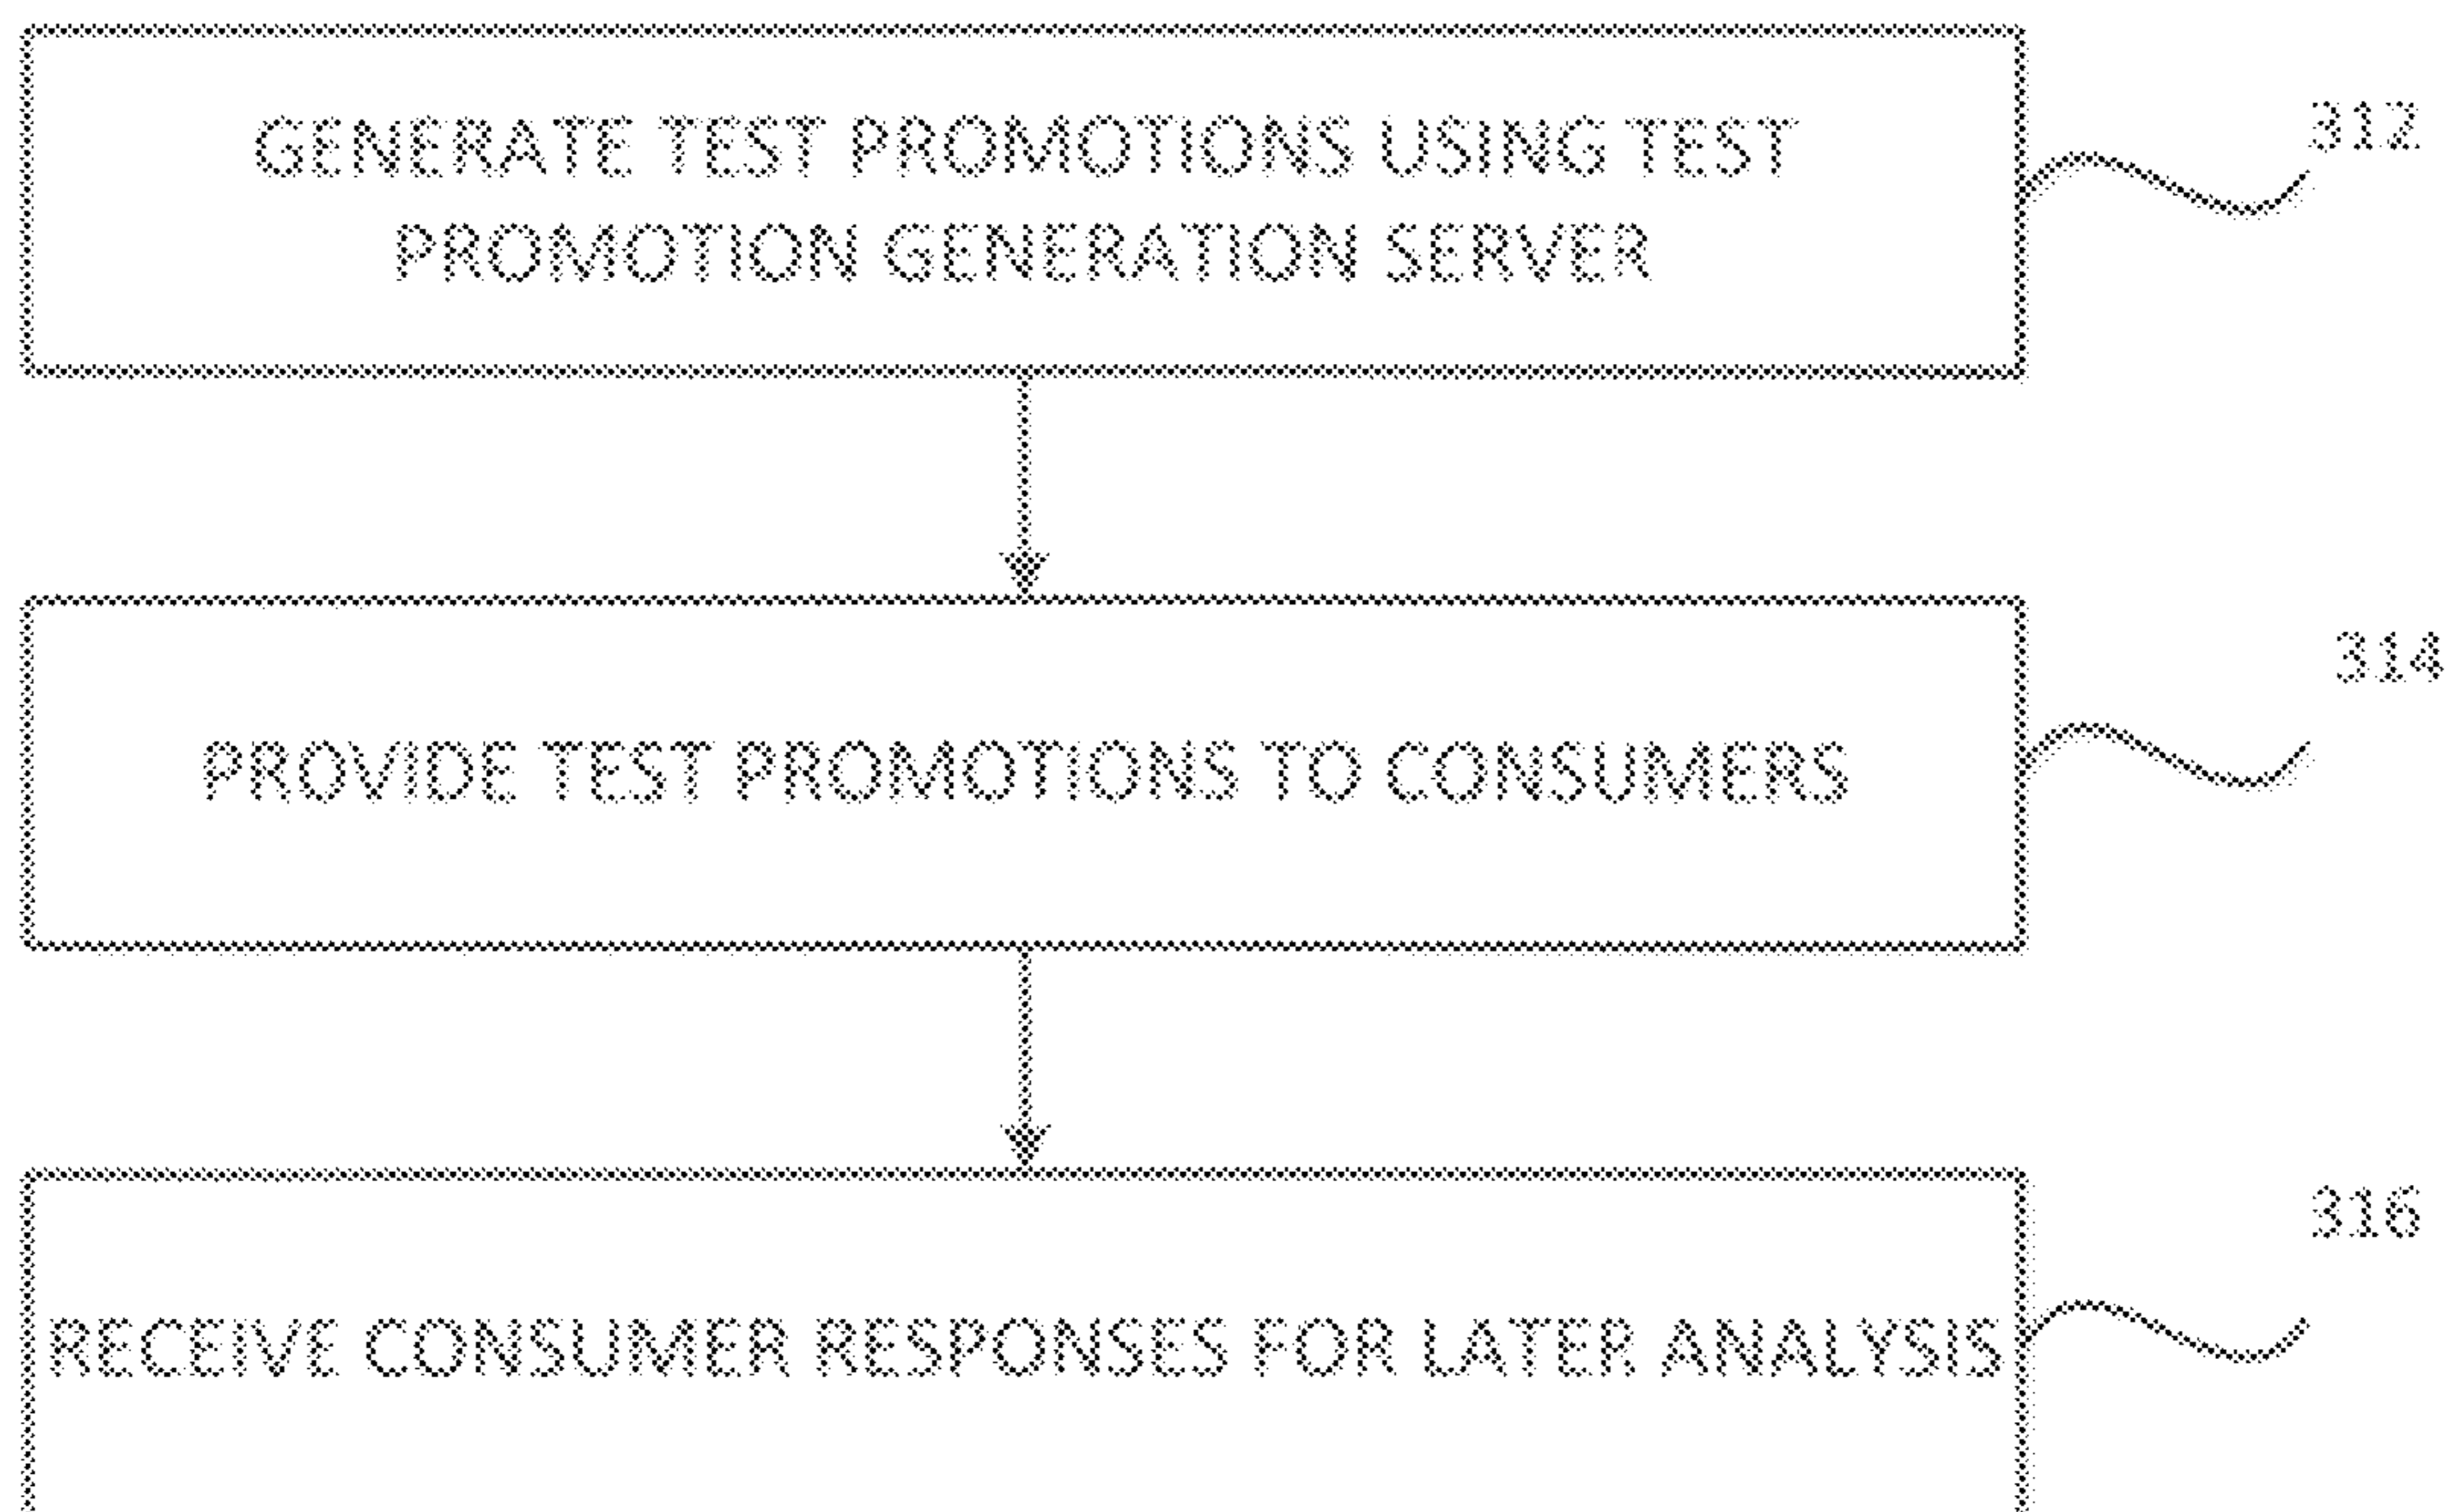 GENERATE TEST PROMOTIONS USING TEST
PROMOTION GENERATION SERVER
312
PROVIDE TEST PROMOTIONS TO CONSUMERS
314
RECEIVE CONSUMER RESPONSES FOR LATER ANALYSIS
316